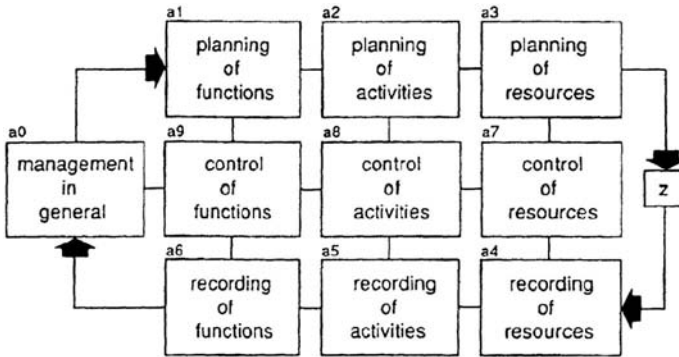 a1
planning
of
functions
a2
planning
of
activities
a3
planning
of
resources
a0
management
in
general
a9
control
of
functions
a8
control
of
activities
a7
control
of
resources
z
a6
recording
of
functions
a5
recording
of
activities
a4
recording
of
resources